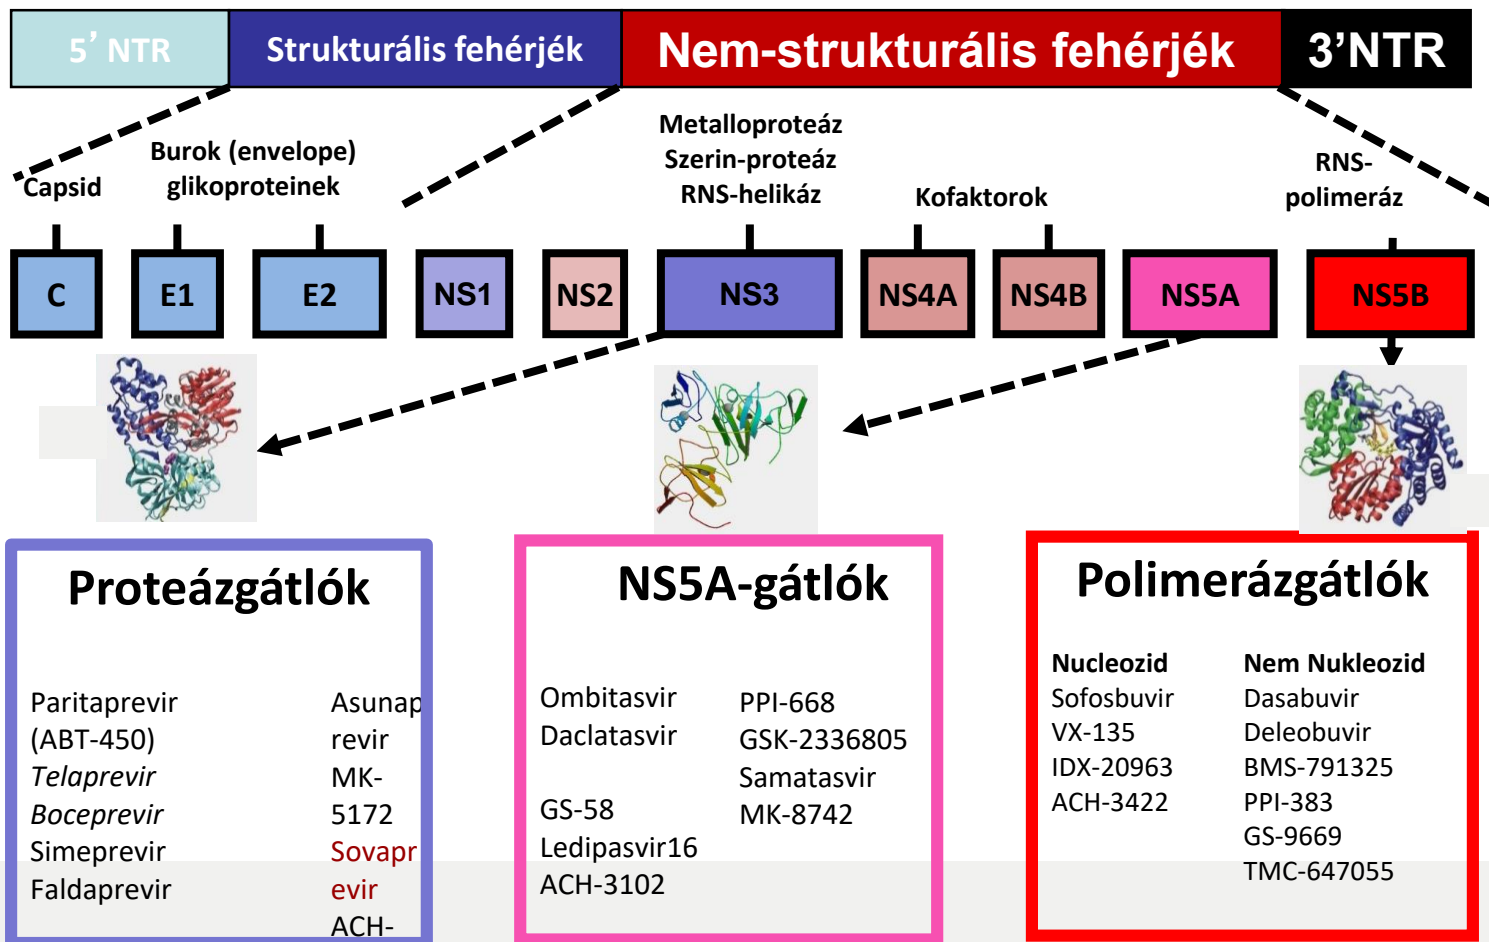 5' NTR
Strukturális fehérjék
Nem-strukturális fehérjék
3'NTR
Capsid
Burok (envelope)
glikoproteinek
Metalloproteáz
Szerin-proteáz
RNS-helikáz
Kofaktorok
RNS-
polimeráz
C
E1
E2
NS1
NS2
NS3
NS4A
NS4B
NS5A
NS5B
Proteázgátlók
Paritaprevir
(ABT-450)
Telaprevir
Boceprevir
Simeprevir
Faldaprevir
Asunap
revir
MK-
5172
Sovapr
evir
ACH-
NS5A-gátlók
Ombitasvir
Daclatasvir
GS-58
Ledipasvir16
ACH-3102
PPI-668
GSK-2336805
Samatasvir
MK-8742
Polimerázgátlók
Nucleozid
Sofosbuvir
VX-135
IDX-20963
ACH-3422
Nem Nukleozid
Dasabuvir
Deleobuvir
BMS-791325
PPI-383
GS-9669
TMC-647055